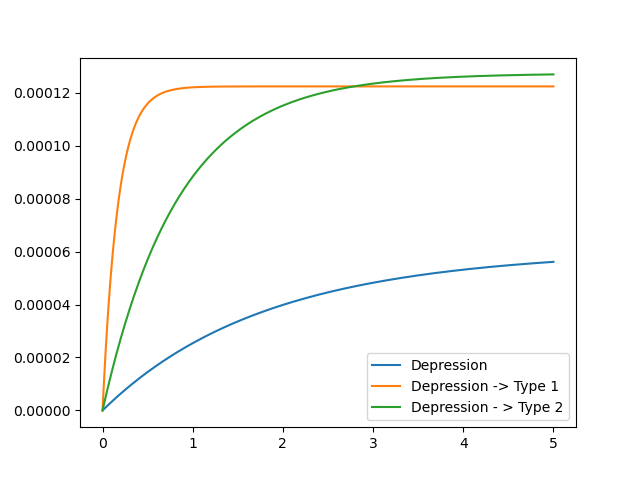 0.00012
0.00010
0.00008
0.00006
0.00004
0.00002
0.00000
0 1 2 3 4 5
Depression
Depression -> Type 1
Depression - > Type 2